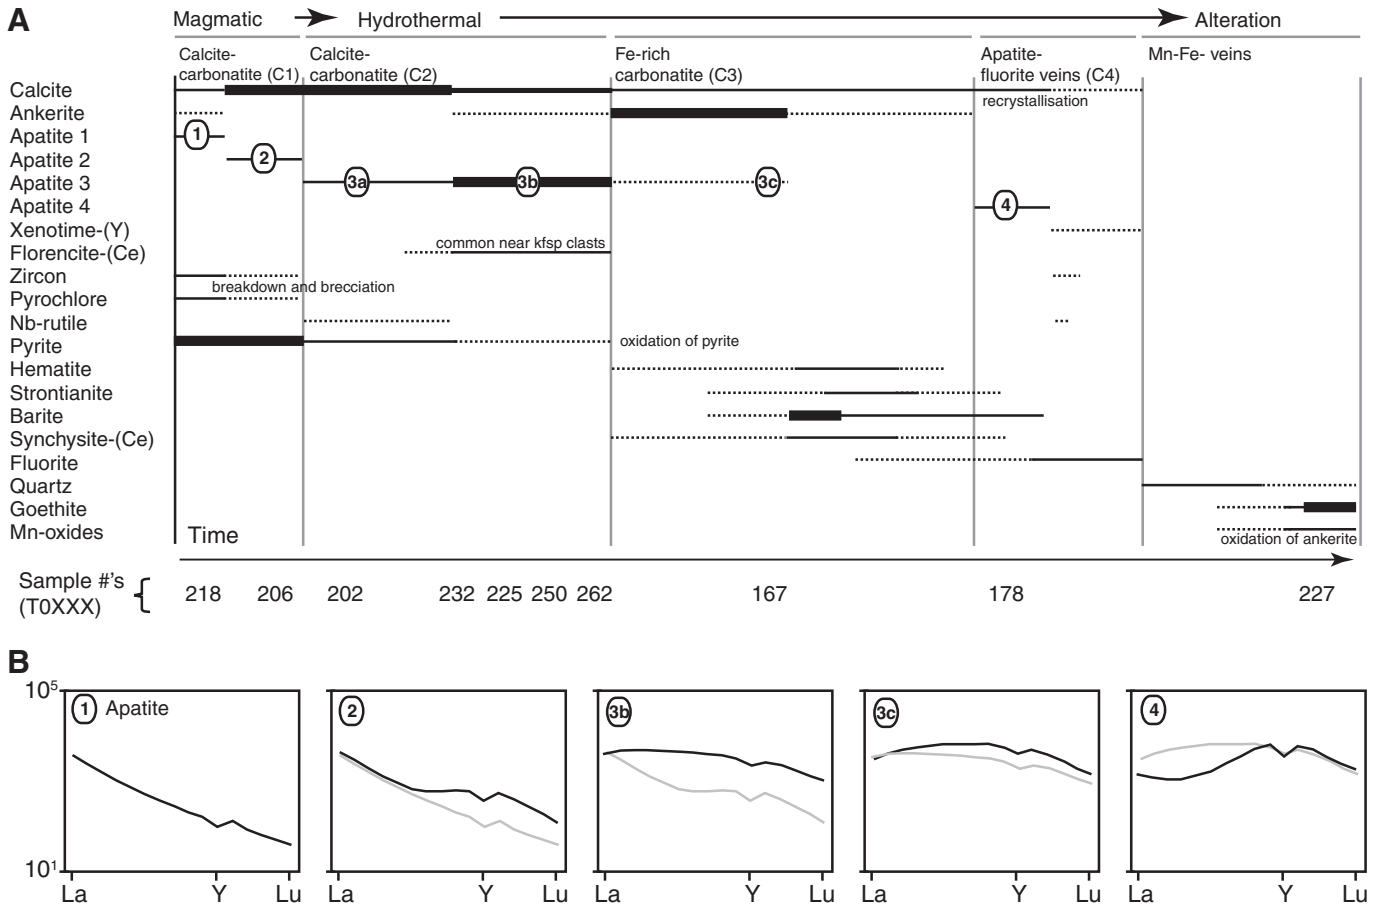 A
Magmatic
Hydrothermal
Alteration
Calcite-
carbonatite (C1)
Calcite-
carbonatite (C2)
Fe-rich
carbonatite (C3)
Apatite-
fluorite veins (C4)
Mn-Fe- veins
Calcite
recrystallisation
Ankerite
Apatite 1
1
Apatite 2
2
Apatite 3
3a
3b
3c
Apatite 4
4
Xenotime-(Y)
Florencite-(Ce)
common near kfsp clasts
Zircon
breakdown and brecciation
Pyrochlore
Nb-rutile
Pyrite
oxidation of pyrite
Hematite
Strontianite
Barite
Synchysite-(Ce)
Fluorite
Quartz
Goethite
Mn-oxides
oxidation of ankerite
Time
Sample #'s
(T0XXX)
218 206 202 232 225 250 262 167 178 227
B
10⁵
10¹
1 Apatite
La Y Lu
2
La Y Lu
3b
La Y Lu
3c
La Y Lu
4
La Y Lu